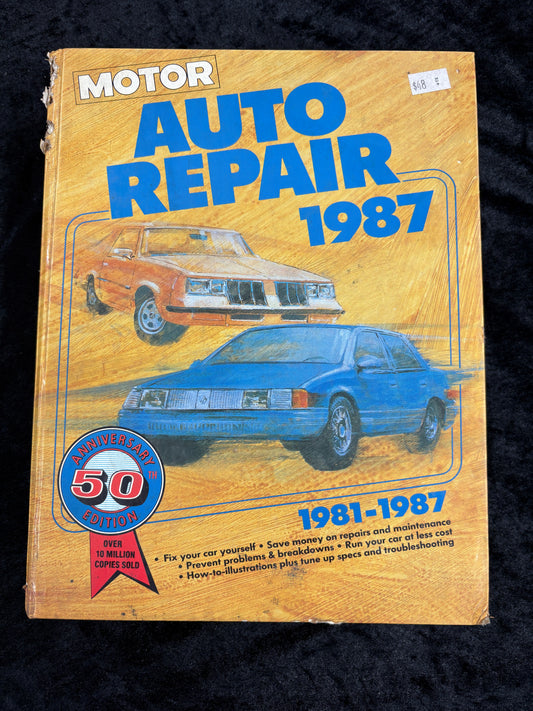 MOTOR
$48
AUTO
REPAIR
1987
ANNIVERSARY
50TH
EDITION
OVER
10 MILLION
COPIES SOLD
1981-1987
• Fix your car yourself • Save money on repairs and maintenance
• Prevent problems & breakdowns • Run your car at less cost
• How-to-illustrations plus tune up specs and troubleshooting